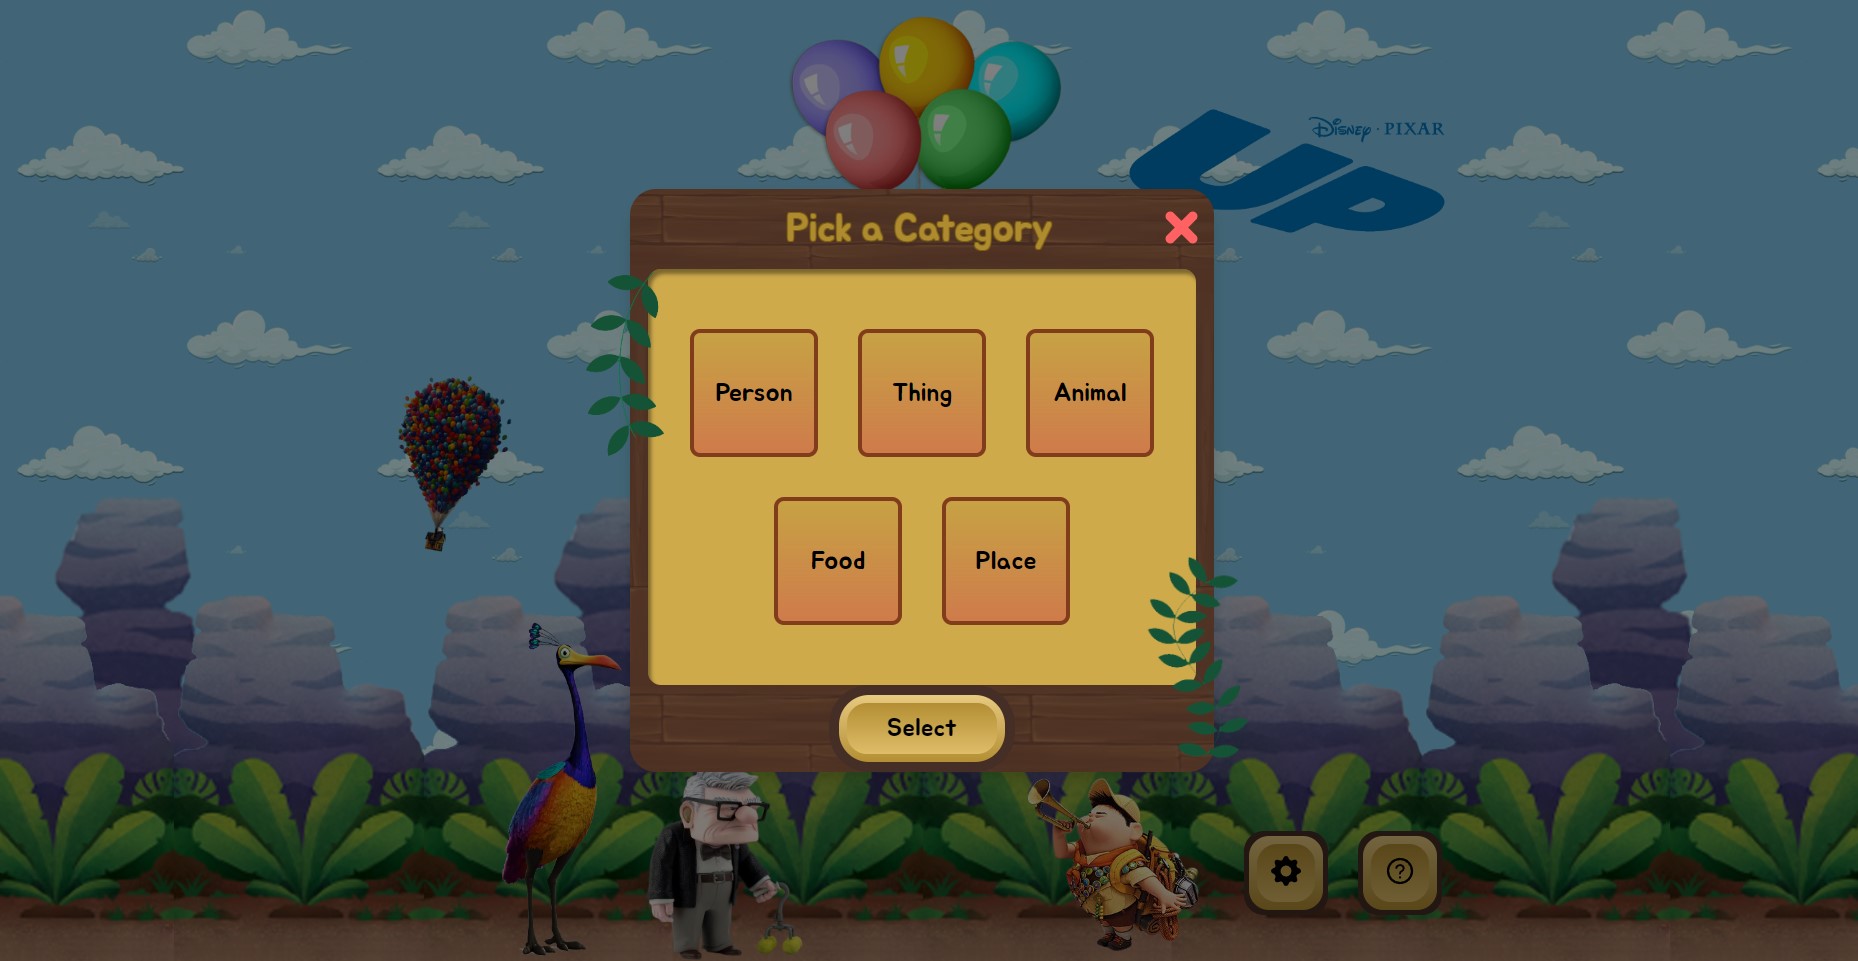 Disney · PIXAR
UP
Pick a Category
Person
Thing
Animal
Food
Place
Select
?